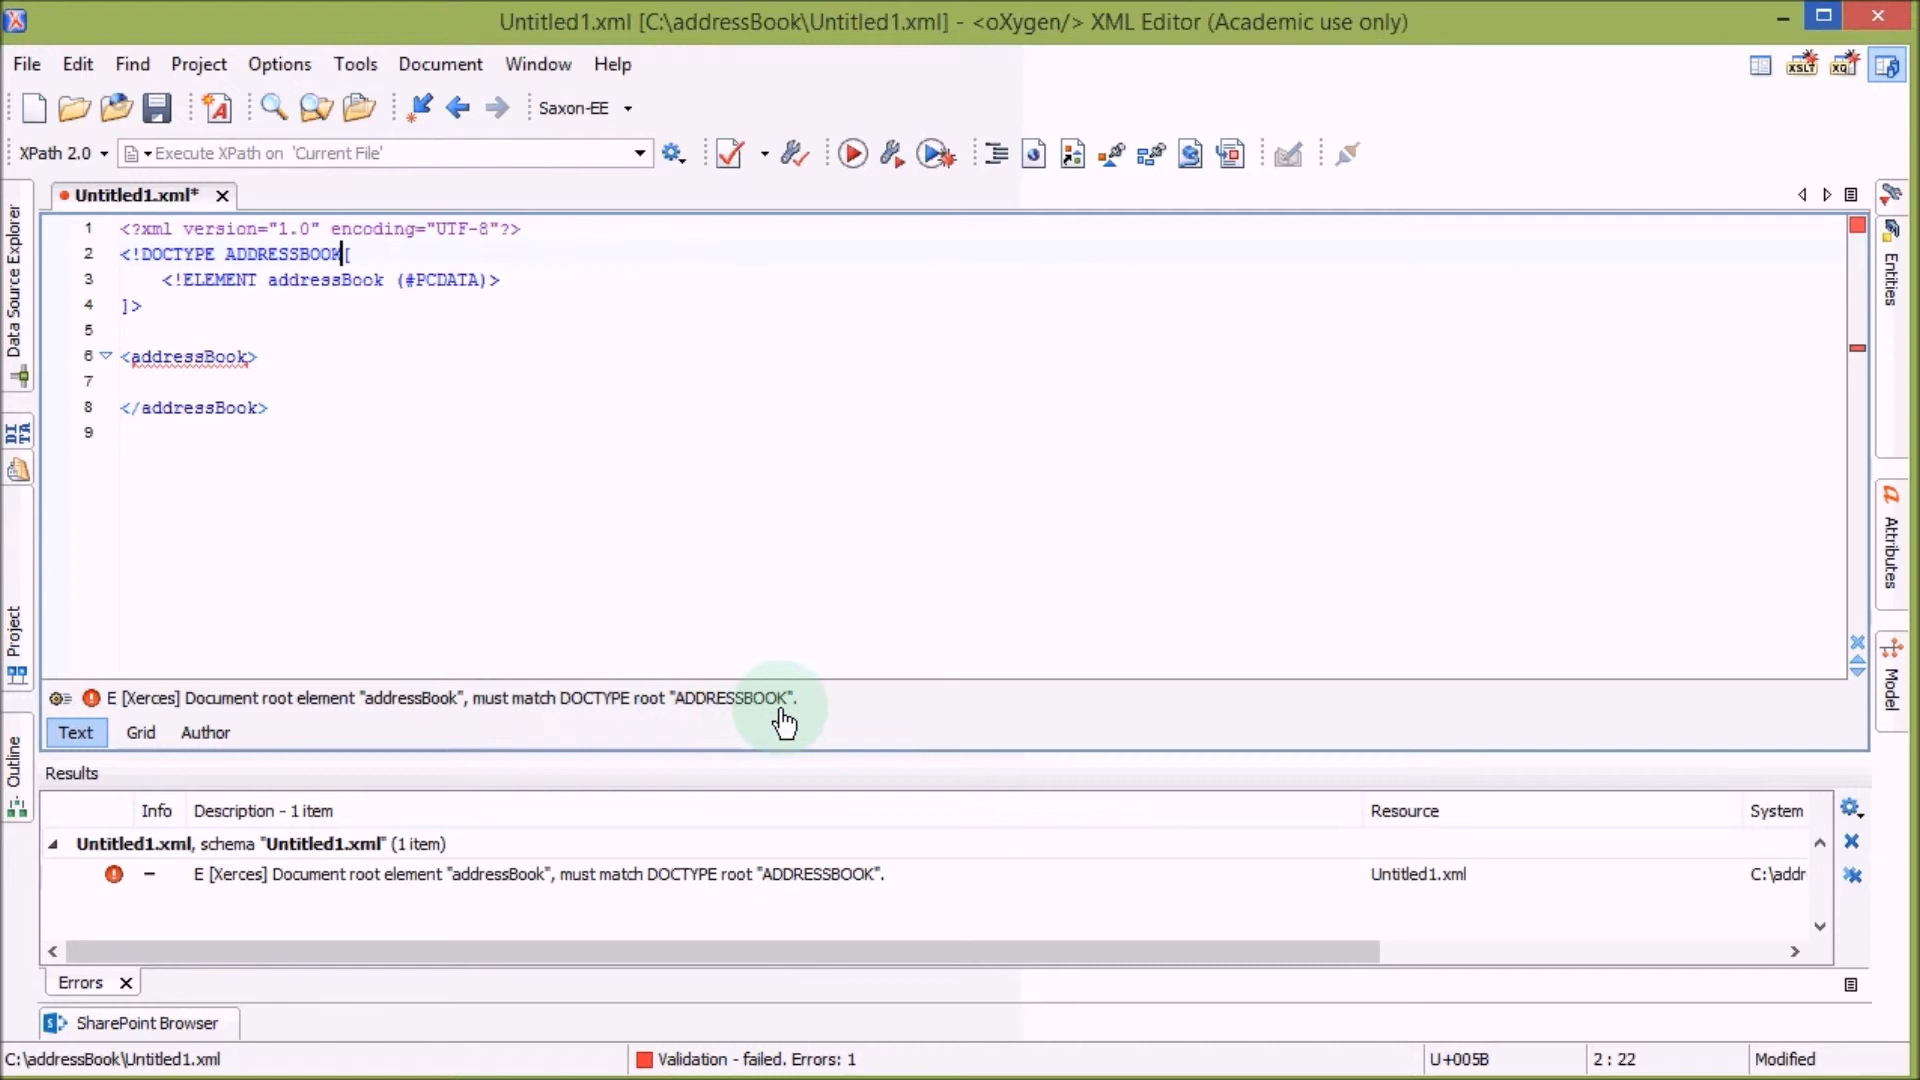 Untitled1.xml [C:\addressBook\Untitled1.xml] - <oXygen/> XML Editor (Academic use only)
File Edit Find Project Options Tools Document Window Help
XSLT XQ
Saxon-EE
XPath 2.0 Execute XPath on 'Current File'
Untitled1.xml*
1 <?xml version="1.0" encoding="UTF-8"?>
2 <!DOCTYPE ADDRESSBOOK[
3 <!ELEMENT addressBook (#PCDATA)>
4 ]>
5
6 <addressBook>
7
8 </addressBook>
9
Data Source Explorer
DITA
Project
Outline
Entities
Attributes
Model
E [Xerces] Document root element "addressBook", must match DOCTYPE root "ADDRESSBOOK".
Text Grid Author
Results
Info Description - 1 item Resource System
Untitled1.xml, schema "Untitled1.xml" (1 item)
E [Xerces] Document root element "addressBook", must match DOCTYPE root "ADDRESSBOOK". Untitled1.xml C:\addr
Errors
SharePoint Browser
C:\addressBook\Untitled1.xml Validation - failed. Errors: 1 U+005B 2 : 22 Modified